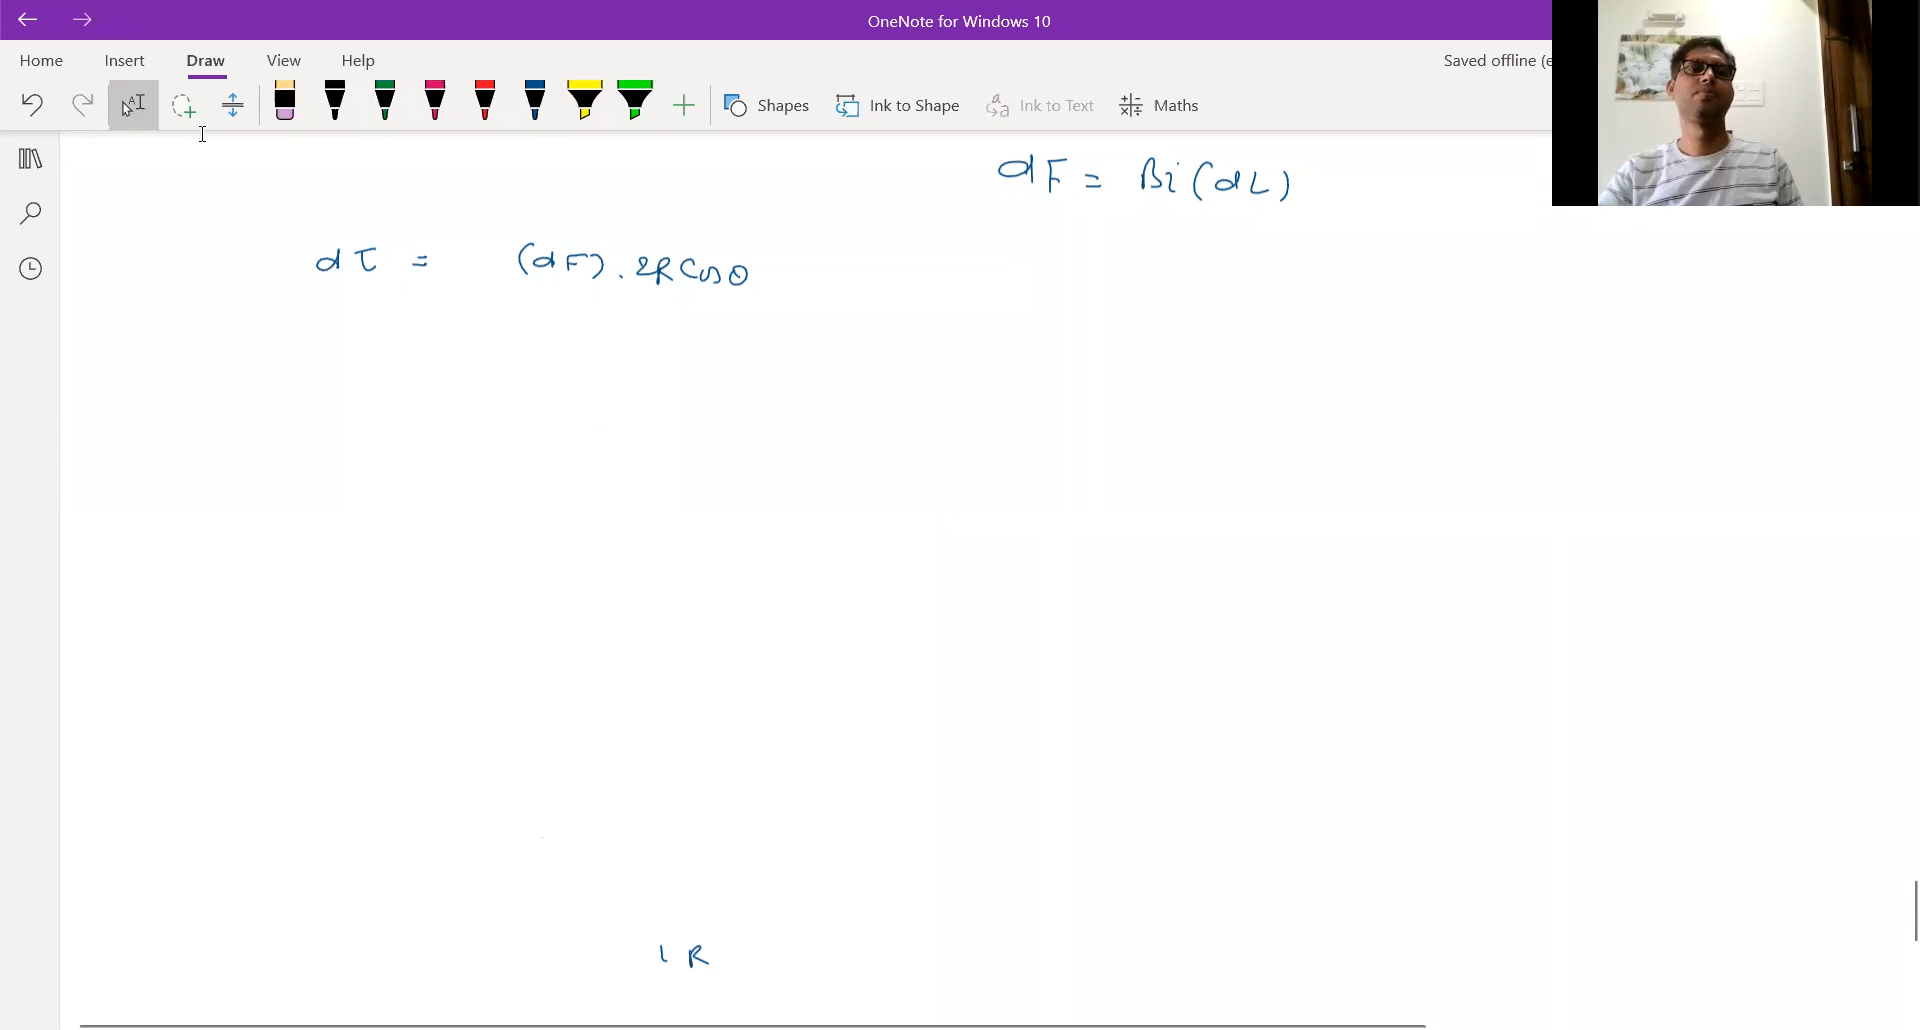 OneNote for Windows 10
Home Insert Draw View Help
Saved offline (e
Shapes Ink to Shape Ink to Text Maths
dF = Bi(dL)
dτ = (dF). 2R Cosθ
R